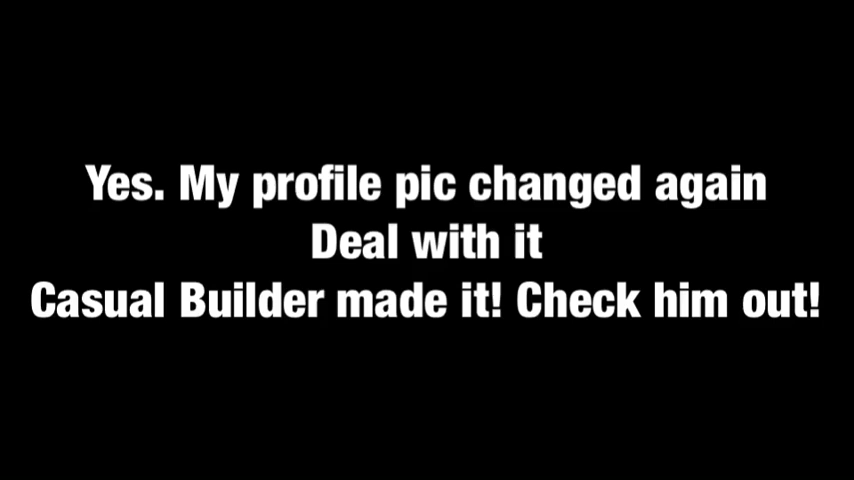 Yes. My profile pic changed again
Deal with it
Casual Builder made it! Check him out!